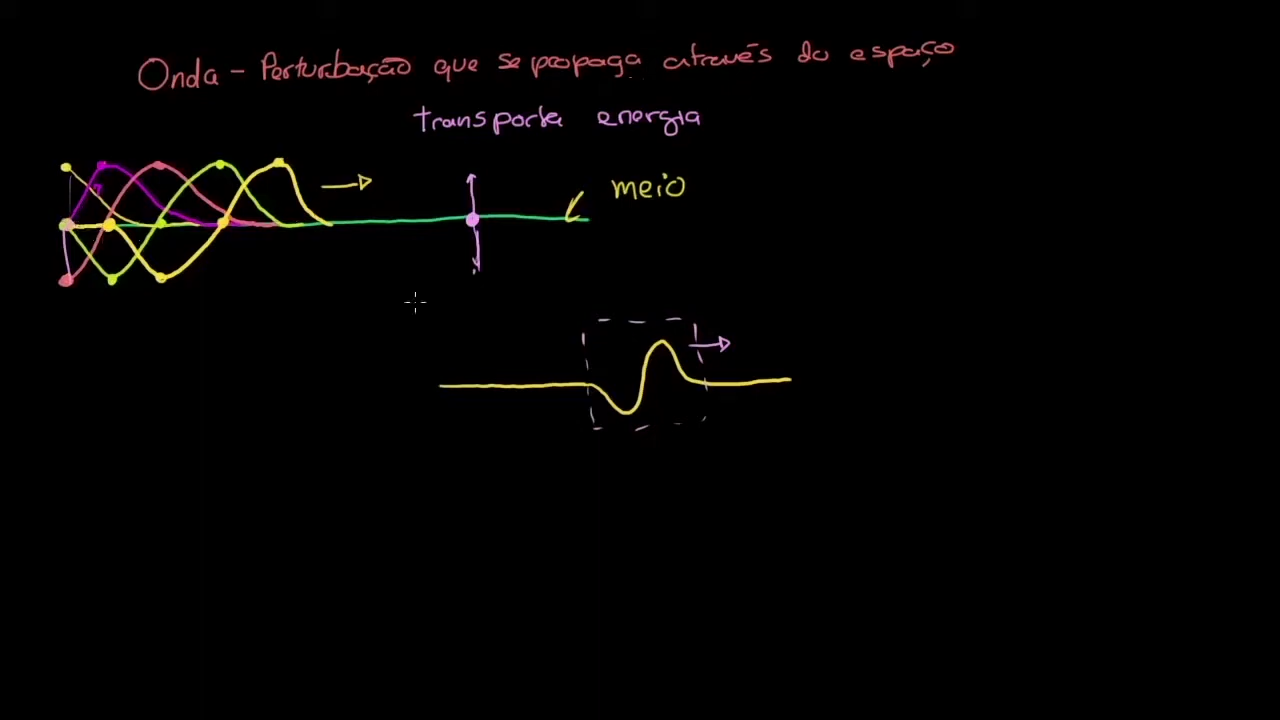 Onda - Perturbação que se propaga através do espaço
transporta energia
meio